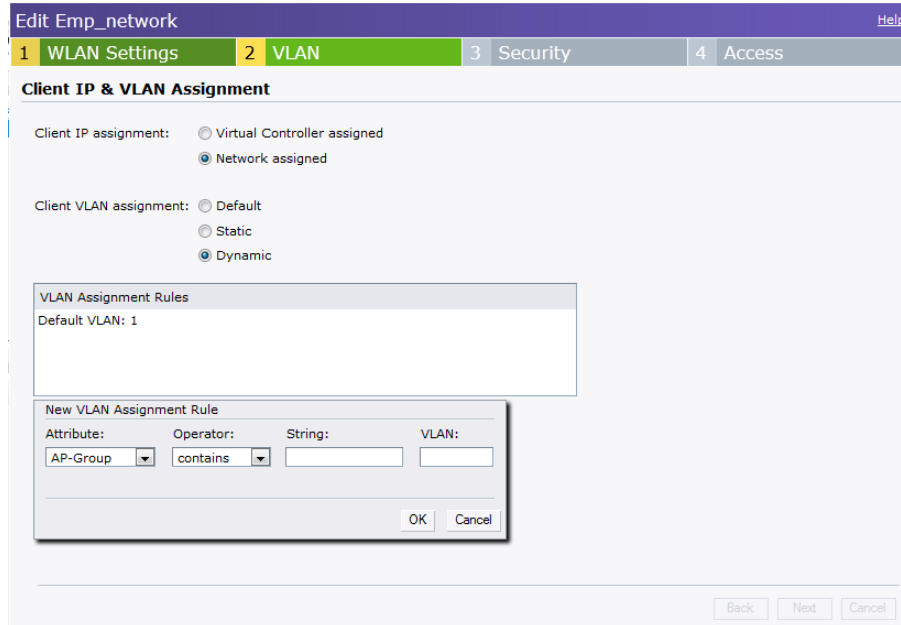 Edit Emp_network Help
1 WLAN Settings 2 VLAN 3 Security 4 Access
Client IP & VLAN Assignment
Client IP assignment: Virtual Controller assigned
Network assigned
Client VLAN assignment: Default
Static
Dynamic
VLAN Assignment Rules
Default VLAN: 1
New VLAN Assignment Rule
Attribute: Operator: String: VLAN:
AP-Group contains
OK Cancel
Back Next Cancel